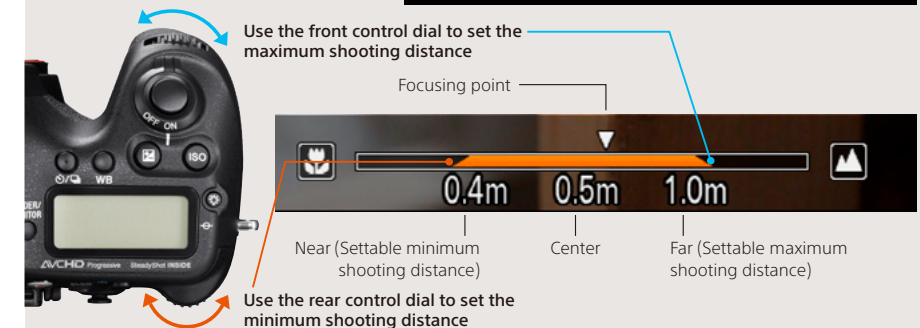 Use the front control dial to set the
maximum shooting distance
Focusing point
OFF ON
ISO
WB
AVCHD Progressive SteadyShot INSIDE
0.4m 0.5m 1.0m
Near (Settable minimum
shooting distance)
Center
Far (Settable maximum
shooting distance)
Use the rear control dial to set the
minimum shooting distance